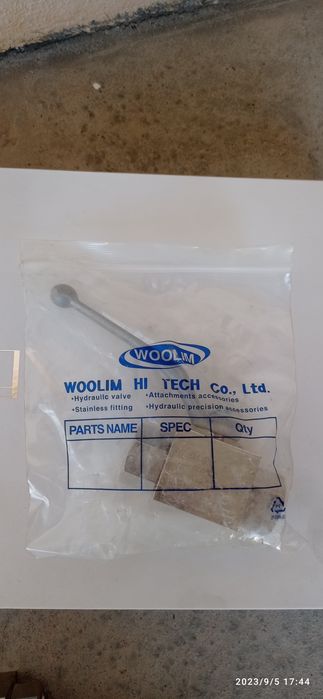 WOOLIM
WOOLIM HI TECH Co., Ltd.
•Hydraulic valve •Attachments accessories
•Stainless fitting •Hydraulic precision accessories
PARTS NAME SPEC Qty
2023/9/5 17:44